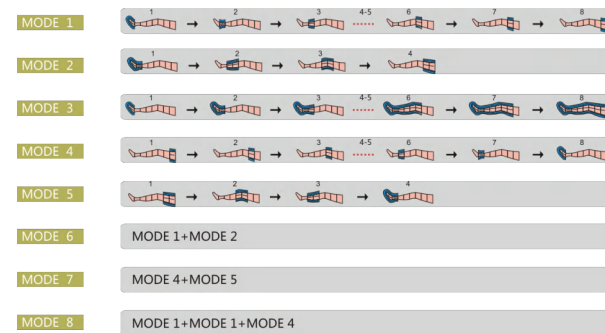 MODE 1
1 2 3 4-5 6 7 8
MODE 2
1 2 3 4
MODE 3
1 2 3 4-5 6 7 8
MODE 4
1 2 3 4-5 6 7 8
MODE 5
1 2 3 4
MODE 6 MODE 1+MODE 2
MODE 7 MODE 4+MODE 5
MODE 8 MODE 1+MODE 1+MODE 4